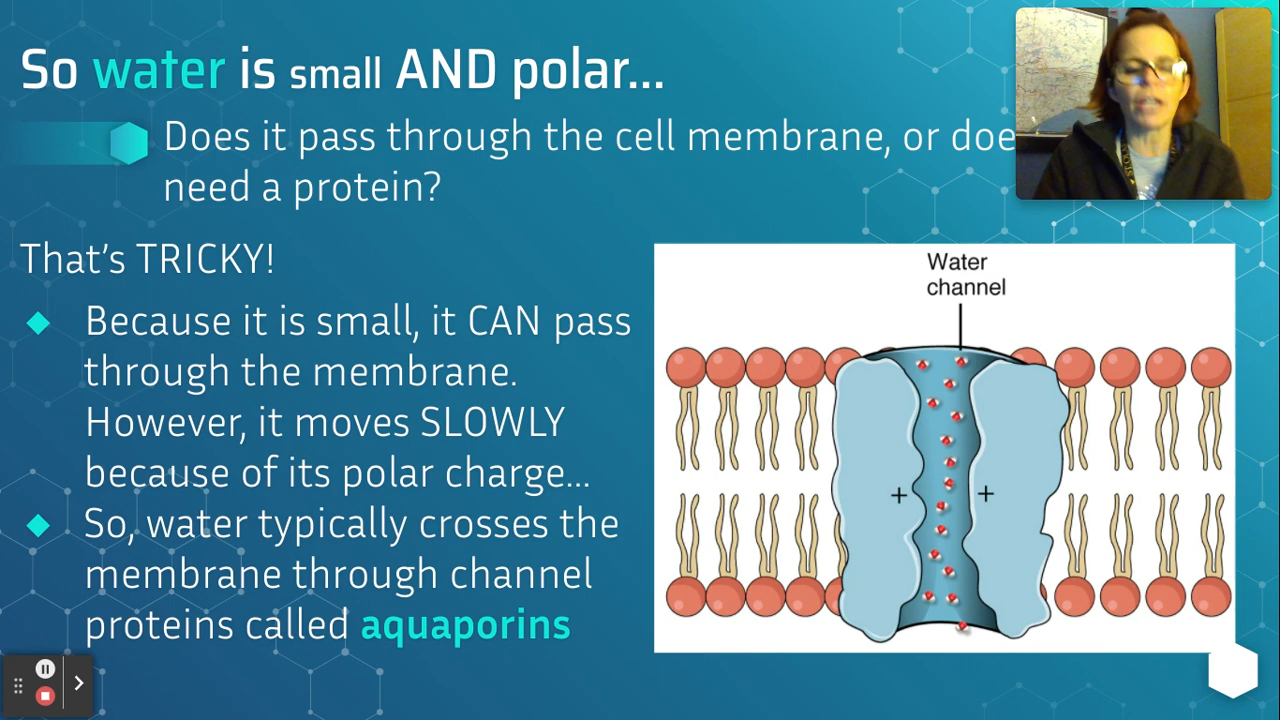 So water is small AND polar...
Does it pass through the cell membrane, or doe
need a protein?
That's TRICKY!
Because it is small, it CAN pass
through the membrane.
However, it moves SLOWLY
because of its polar charge...
So, water typically crosses the
membrane through channel
proteins called aquaporins
Water
channel
+ +